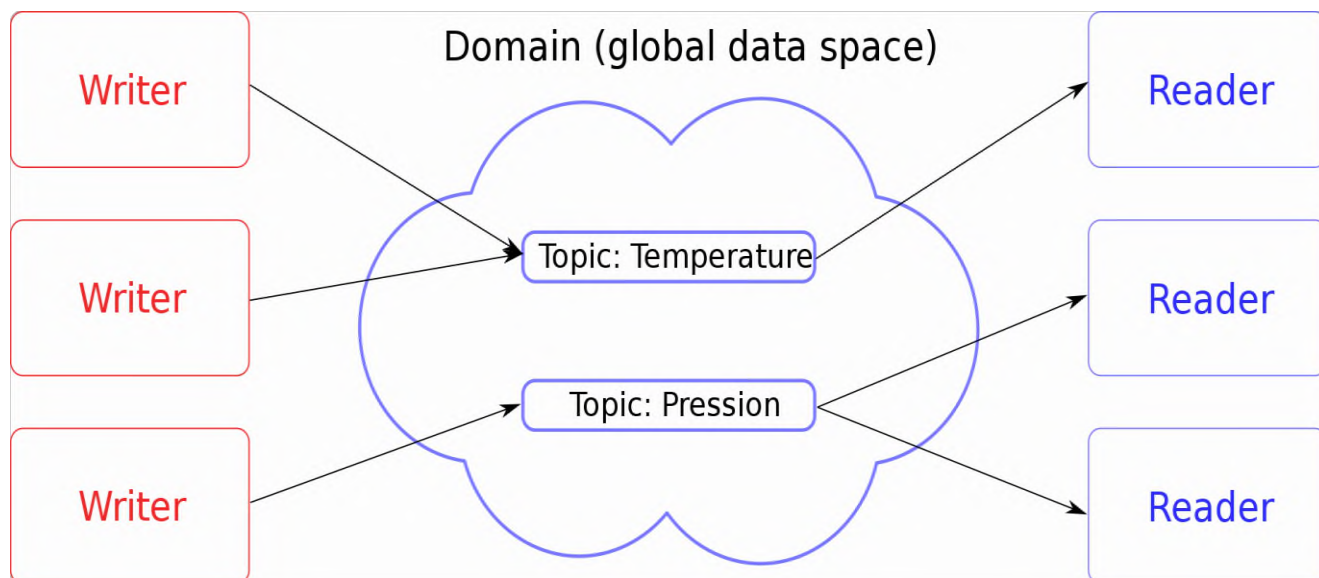 Domain (global data space)
Writer
Reader
Topic: Temperature
Writer
Reader
Topic: Pression
Writer
Reader